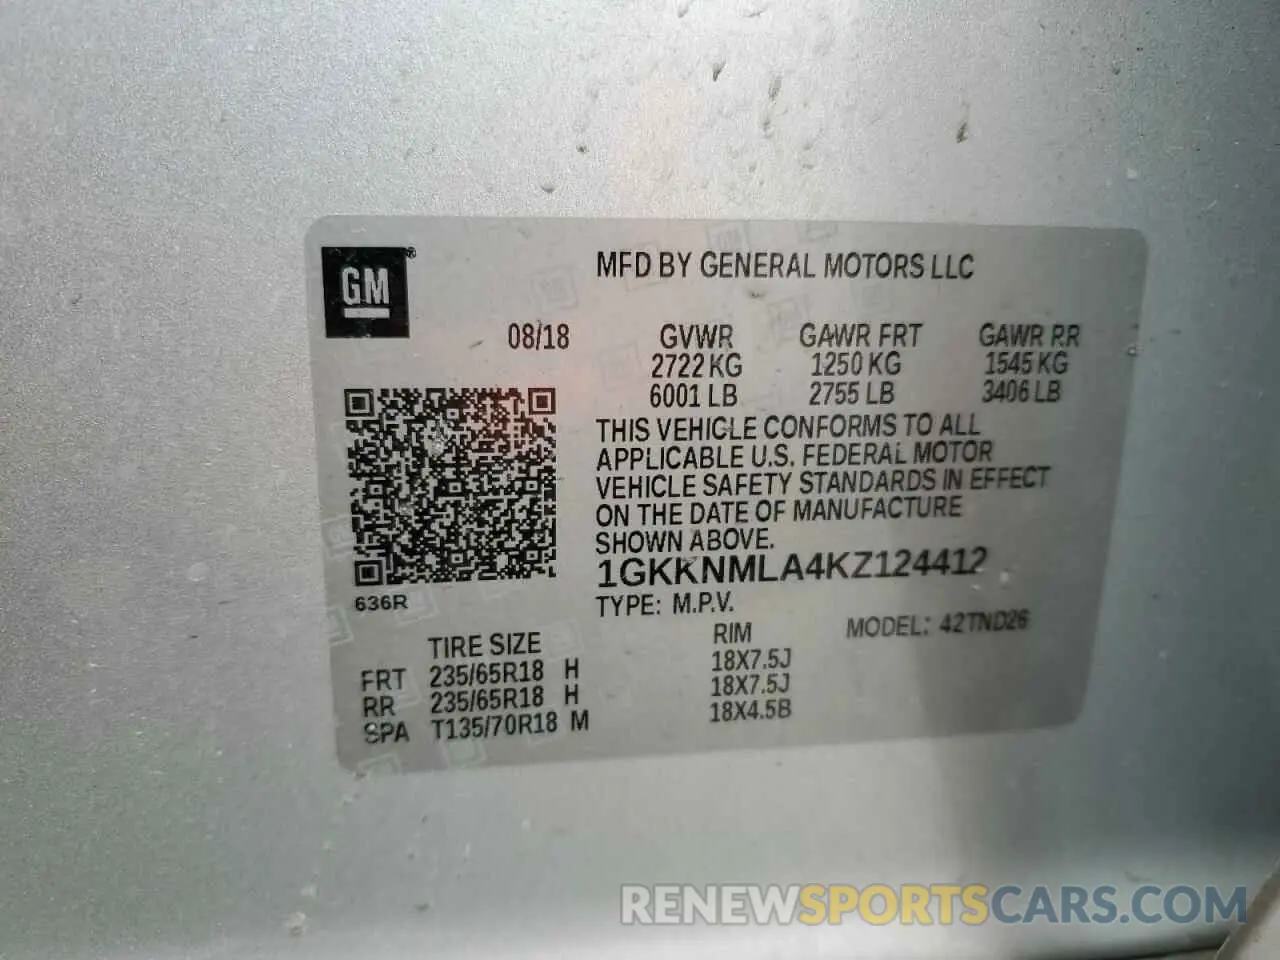 GM®
MFD BY GENERAL MOTORS LLC
08/18 GVWR GAWR FRT GAWR RR
2722 KG 1250 KG 1545 KG
6001 LB 2755 LB 3406 LB
THIS VEHICLE CONFORMS TO ALL
APPLICABLE U.S. FEDERAL MOTOR
VEHICLE SAFETY STANDARDS IN EFFECT
ON THE DATE OF MANUFACTURE
SHOWN ABOVE.
1GKKNMLA4KZ124412
636R
TYPE: M.P.V.
TIRE SIZE RIM MODEL: 42TND26
FRT 235/65R18 H 18X7.5J
RR 235/65R18 H 18X7.5J
SPA T135/70R18 M 18X4.5B
RENEWSPORTSCARS.COM